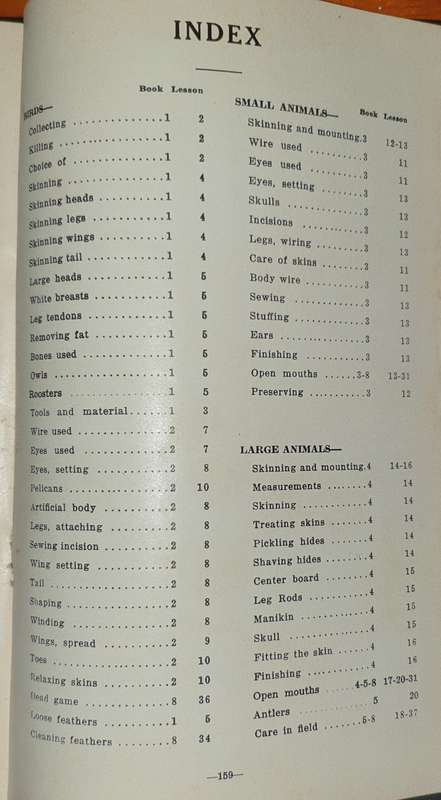 INDEX
Book Lesson
BIRDS—
Collecting ..............1 2
Killing ................1 2
Choice of ..............1 2
Skinning ...............1 4
Skinning heads ..........1 4
Skinning legs ...........1 4
Skinning wings ..........1 4
Skinning tail ............1 4
Large heads .............1 5
White breasts ...........1 5
Leg tendons .............1 5
Removing fat ............1 5
Bones used ..............1 5
Owls ...................1 5
Roosters ................1 5
Tools and material......1 3
Wire used ...............2 7
Eyes used ...............2 7
Eyes, setting ............2 8
Pelicans .................2 10
Artificial body ..........2 8
Legs, attaching ..........2 8
Sewing incision ..........2 8
Wing setting .............2 8
Tail .....................2 8
Shaping ..................2 8
Winding ..................2 8
Wings, spread ............2 9
Toes .....................2 10
Relaxing skins ...........2 10
Dead game ................8 36
Loose feathers ...........1 5
Cleaning feathers ........8 34
SMALL ANIMALS— Book Lesson
Skinning and mounting.3 12-13
Wire used ..........3 11
Eyes used ..........3 11
Eyes, setting ........3 13
Skulls ..............3 13
Incisions ............3 12
Legs, wiring .........3 13
Care of skins ........3 11
Body wire ...........3 11
Sewing ..............3 13
Stuffing .............3 13
Ears ................3 13
Finishing ...........3 13
Open mouths ......3-8 13-31
Preserving ..........3 12
LARGE ANIMALS—
Skinning and mounting.4 14-16
Measurements ........4 14
Skinning ............4 14
Treating skins .......4 14
Pickling hides .......4 14
Shaving hides ........4 14
Center board ........4 15
Leg Rods ...........4 15
Manikin .............4 15
Skull ...............4 15
Fitting the skin ......4 16
Finishing ............4 16
Open mouths ......4-5-8 17-20-31
Antlers .............5 20
Care in field .......5-8 18-37
—159—